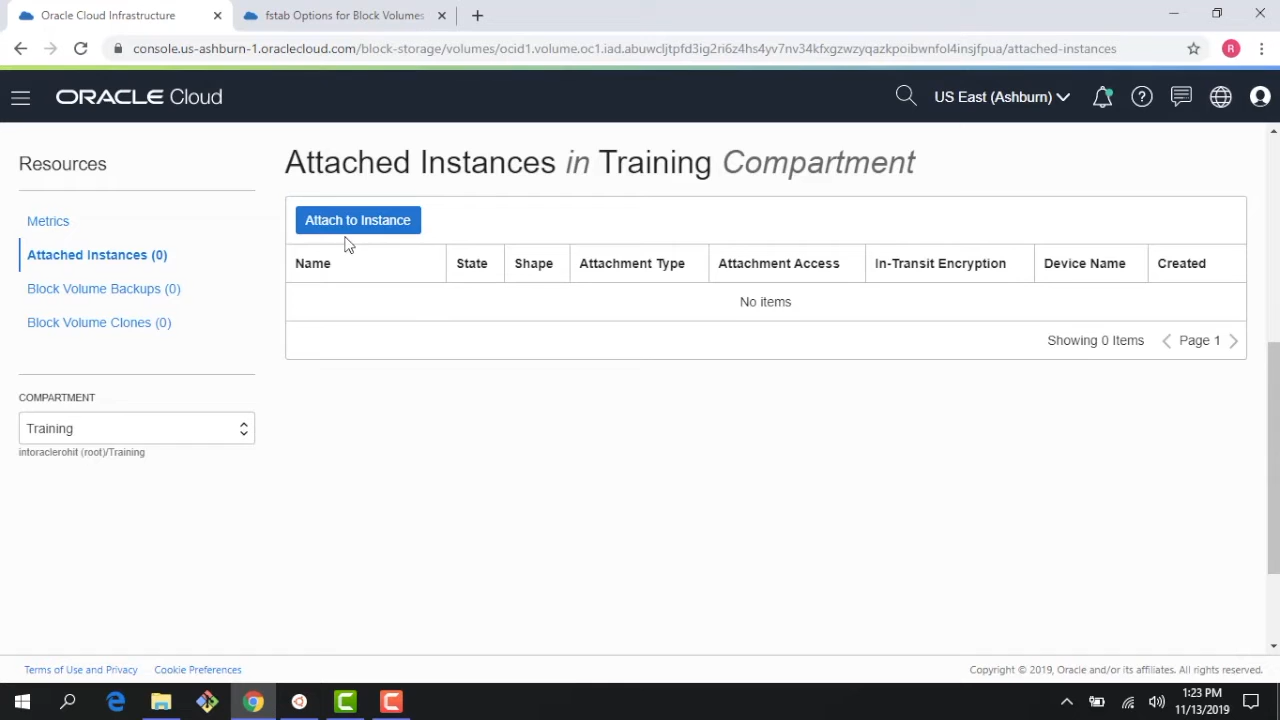 Oracle Cloud Infrastructure
fstab Options for Block Volumes
console.us-ashburn-1.oraclecloud.com/block-storage/volumes/ocid1.volume.oc1.iad.abuwcljtpfd3ig2ri6z4hs4yv7nv34kfxgzwzyqazkpoibwnfol4insjfpua/attached-instances
R
ORACLE Cloud
US East (Ashburn)
Resources
Metrics
Attached Instances (0)
Block Volume Backups (0)
Block Volume Clones (0)
COMPARTMENT
Training
intoraclerohit (root)/Training
Attached Instances in Training Compartment
Attach to Instance
Name State Shape Attachment Type Attachment Access In-Transit Encryption Device Name Created
No items
Showing 0 Items Page 1
Terms of Use and Privacy Cookie Preferences
Copyright © 2019, Oracle and/or its affiliates. All rights reserved.
1:23 PM
11/13/2019